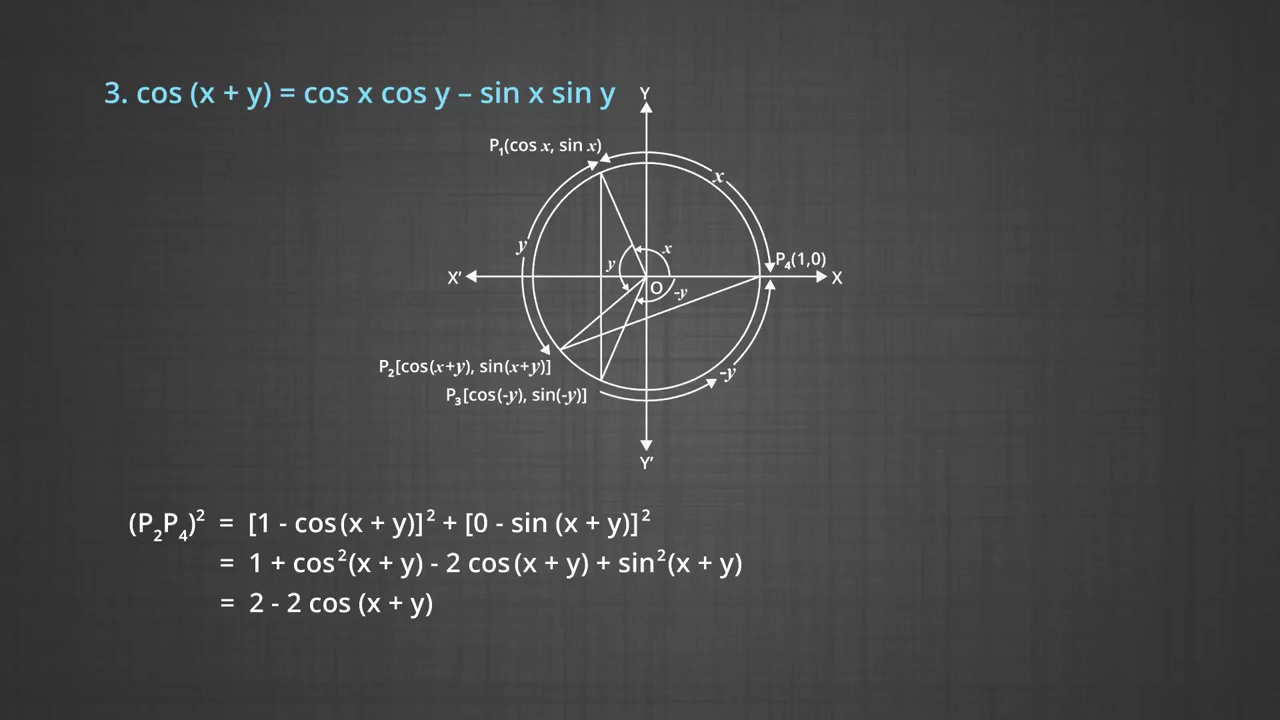 3. cos (x + y) = cos x cos y – sin x sin y
Y
P₁(cos x, sin x)
x
y
x
y
P₄(1,0)
X'
O
X
-y
P₂[cos(x+y), sin(x+y)]
-y
P₃[cos(-y), sin(-y)]
Y'
(P₂P₄)² = [1 - cos (x + y)]² + [0 - sin (x + y)]²
= 1 + cos²(x + y) - 2 cos (x + y) + sin²(x + y)
= 2 - 2 cos (x + y)